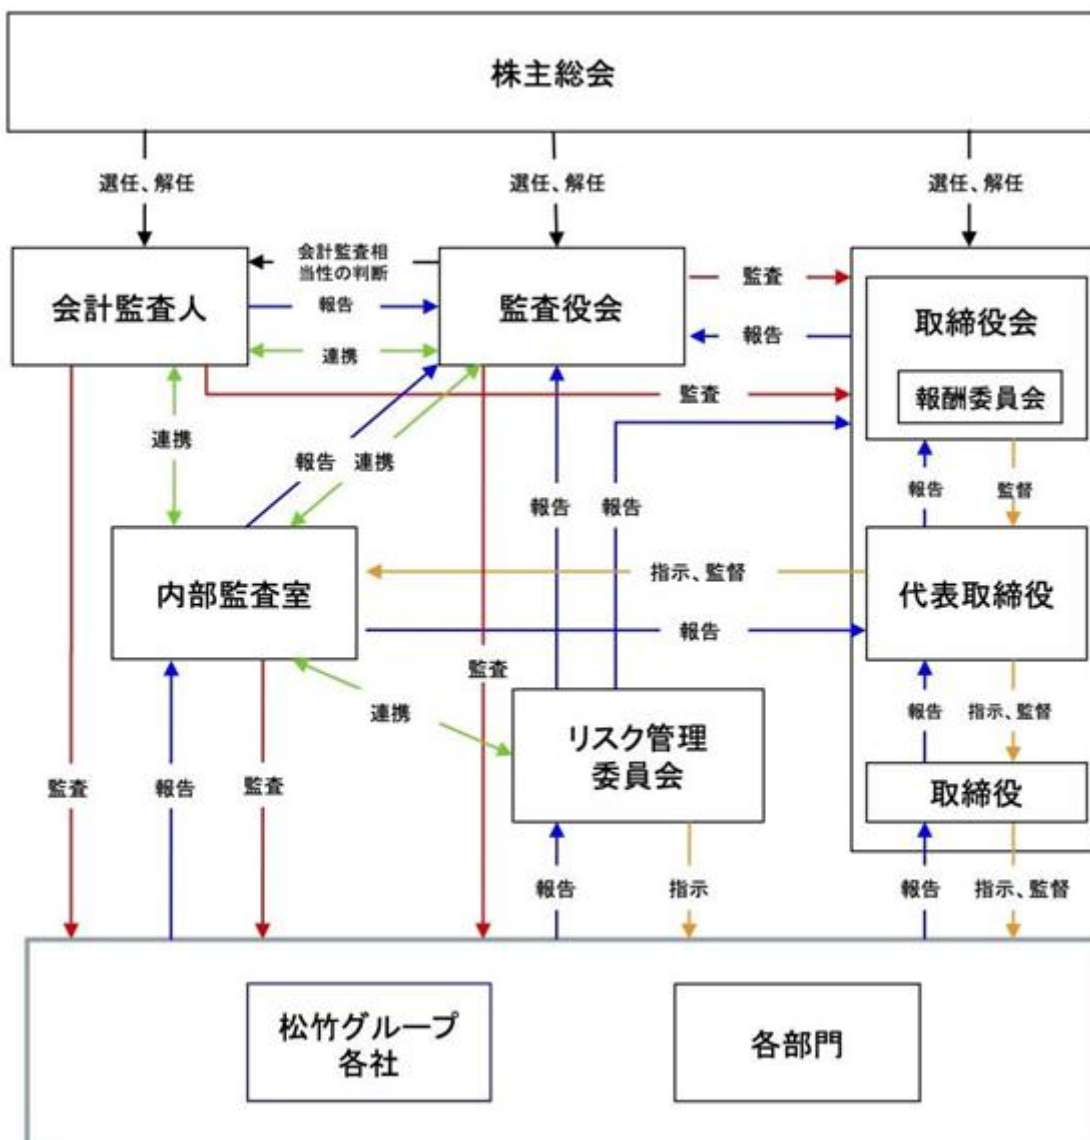 株主総会
選任、解任
選任、解任
選任、解任
会計監査人
会計監査相
当性の判断
報告
連携
監査役会
監査
報告
監査
取締役会
報酬委員会
連携
報告
連携
報告
報告
報告
監督
内部監査室
指示、監督
報告
代表取締役
監査
連携
リスク管理
委員会
報告
指示、監督
取締役
監査
報告
監査
報告
指示
報告
指示、監督
松竹グループ
各社
各部門